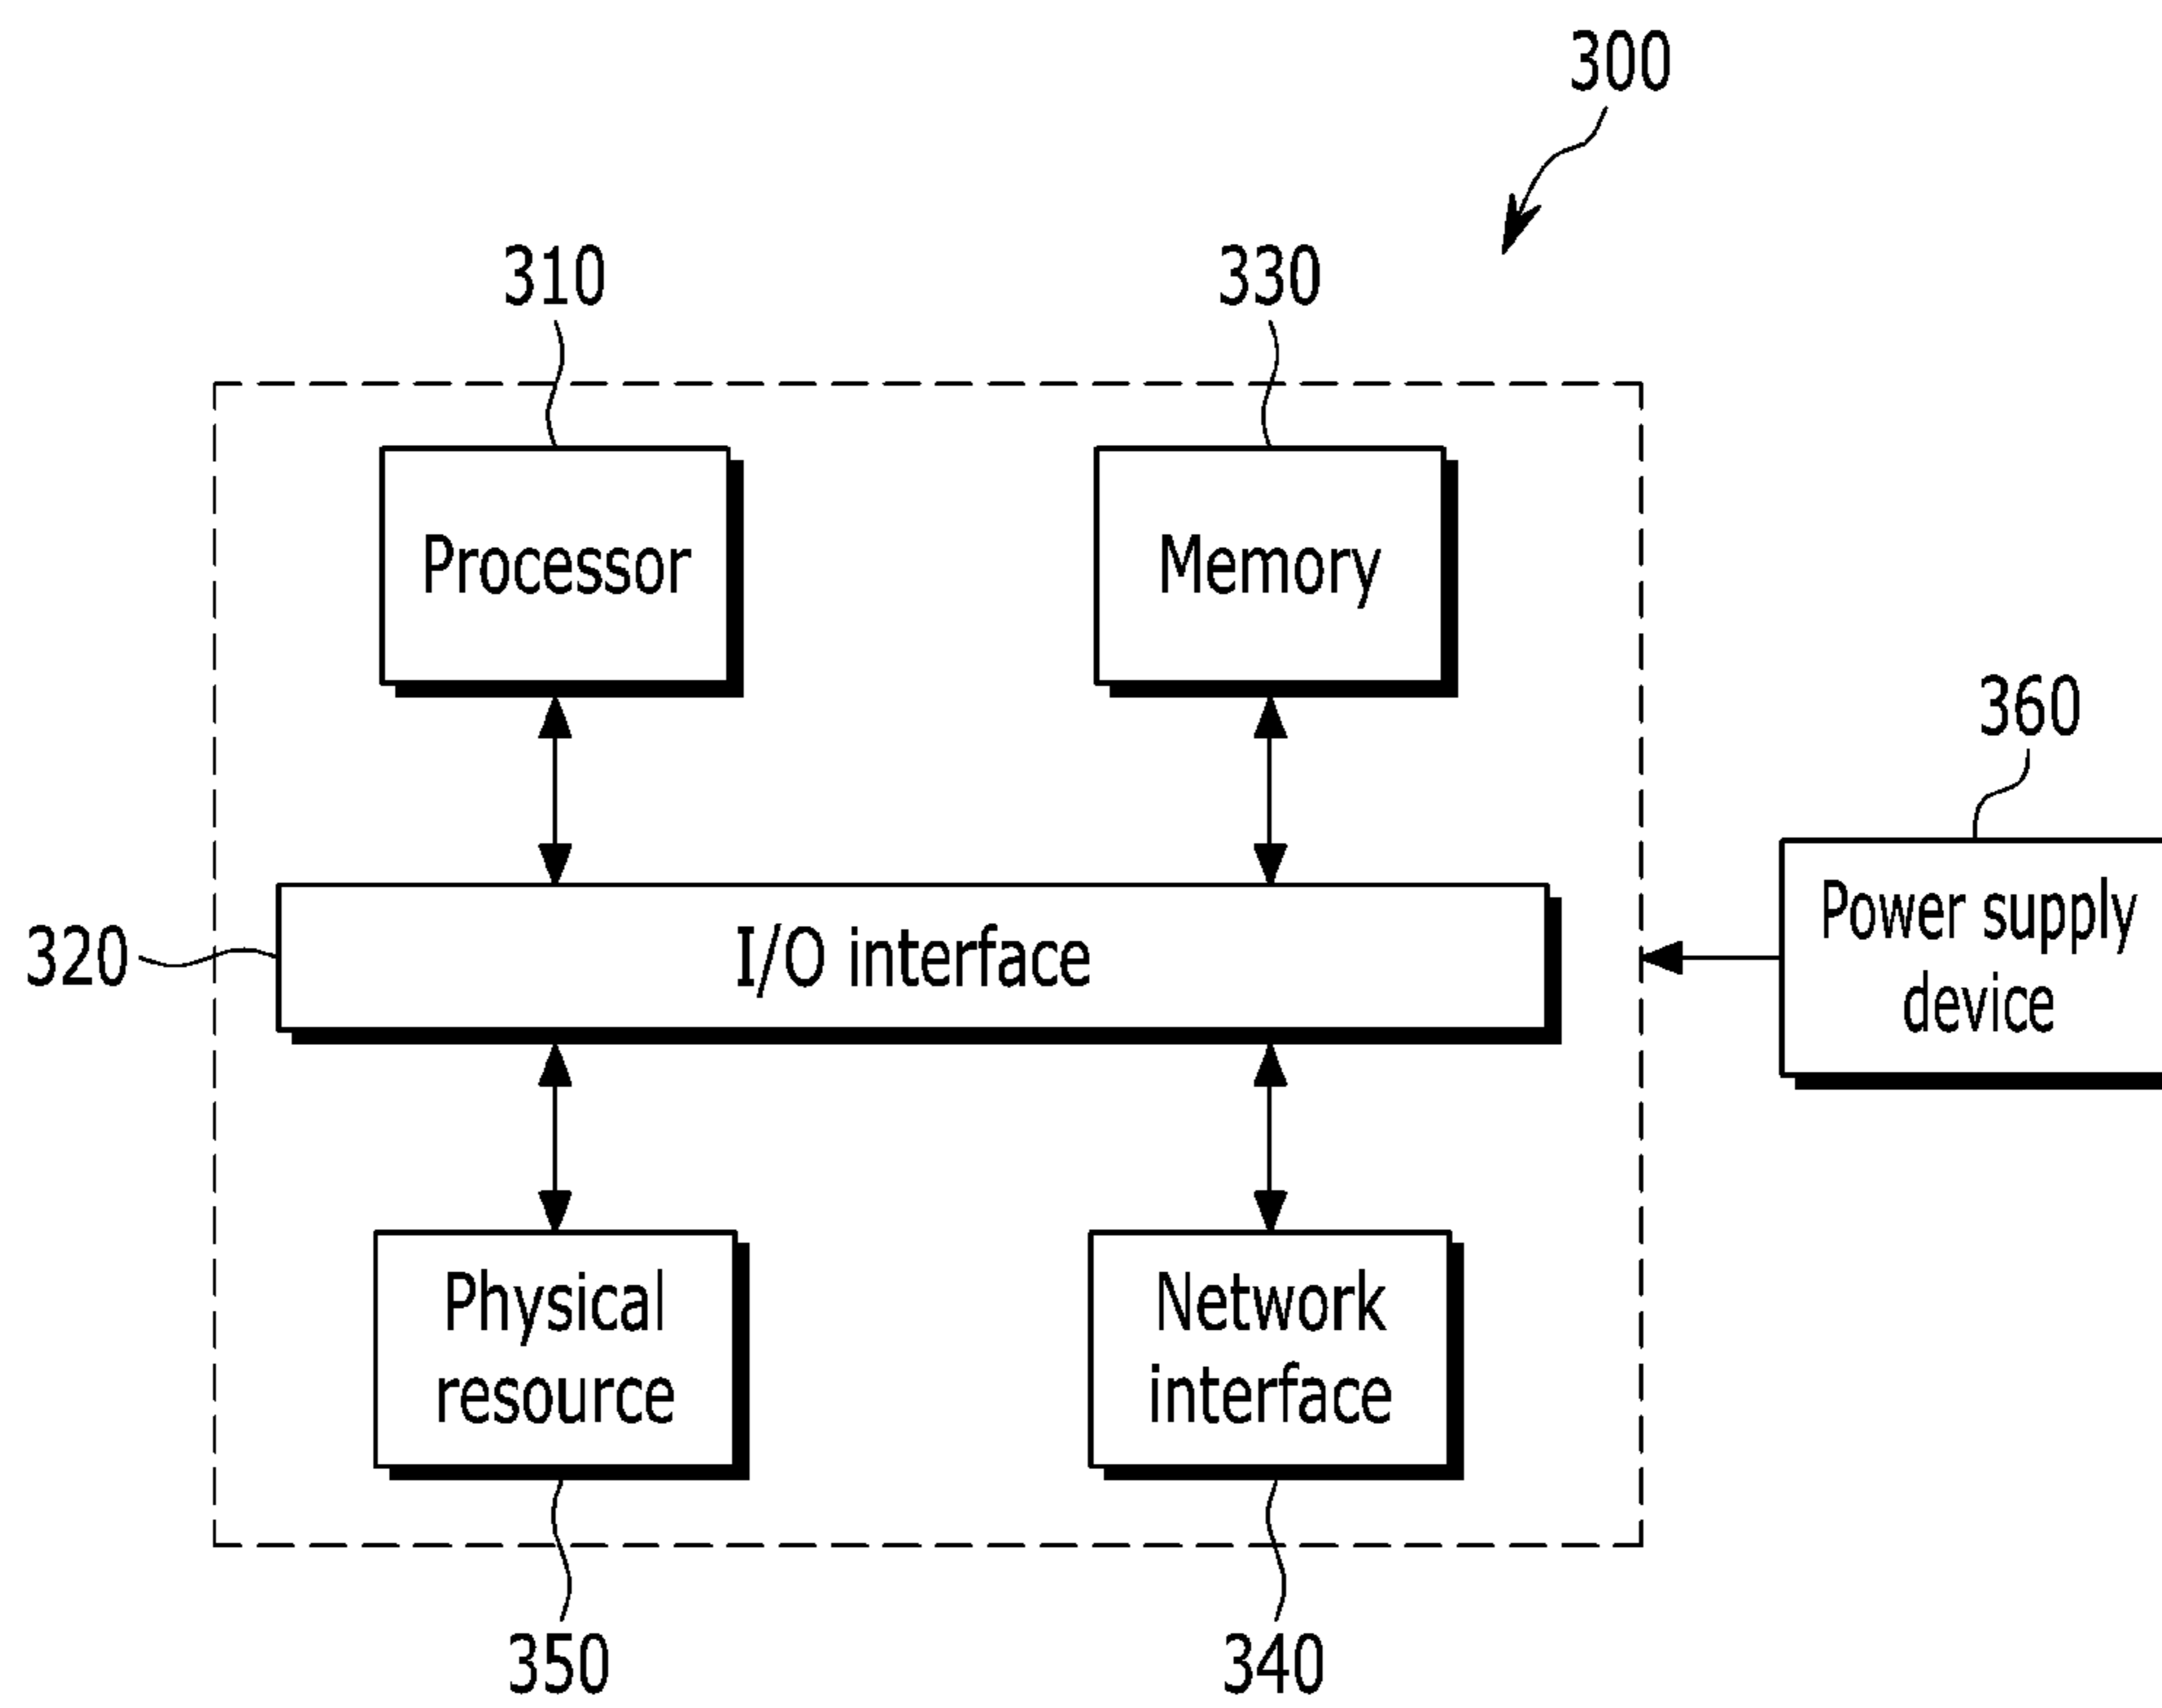 300
310
330
Processor
Memory
360
320
I/O interface
Power supply
device
Physical
resource
Network
interface
350
340